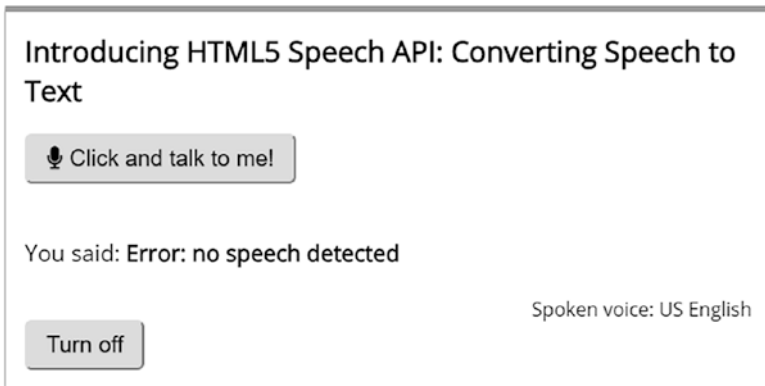 Introducing HTML5 Speech API: Converting Speech to
Text
Click and talk to me!
You said: Error: no speech detected
Spoken voice: US English
Turn off